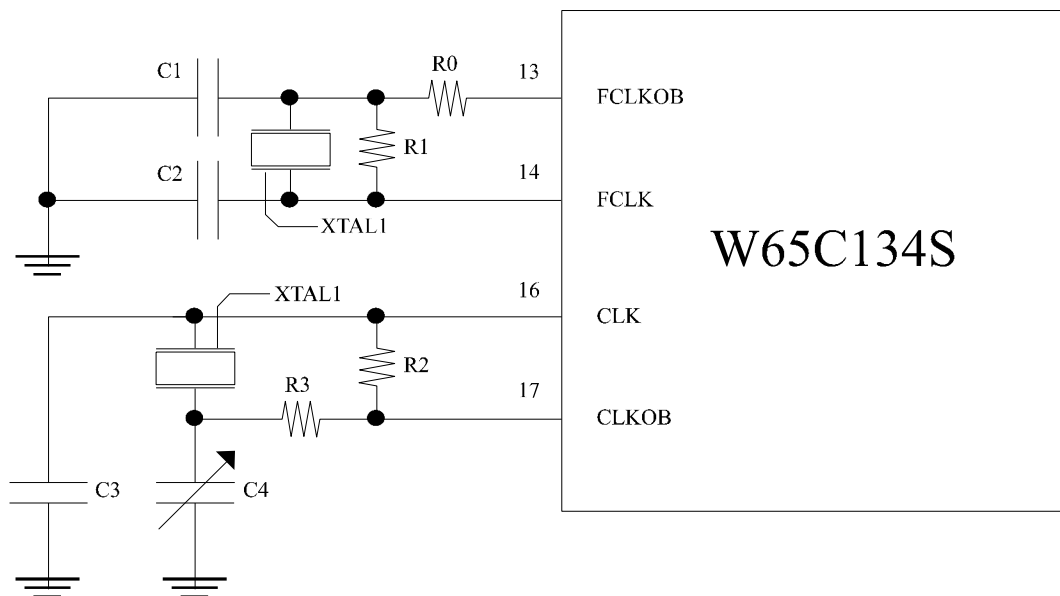 C1
R0
13
FCLKOB
R1
C2
14
FCLK
XTAL1
W65C134S
16
XTAL1
CLK
R2
R3
17
CLKOB
C3
C4